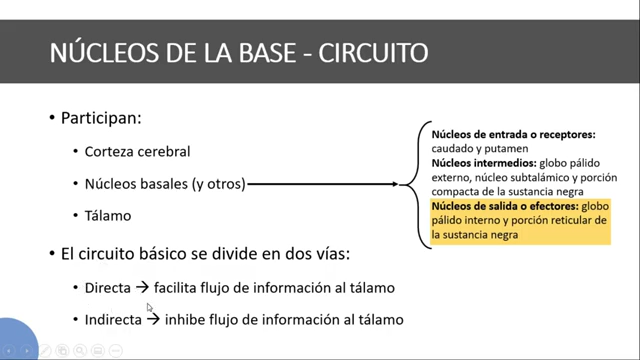 NÚCLEOS DE LA BASE - CIRCUITO
• Participan:
• Corteza cerebral
• Núcleos basales (y otros)
• Tálamo
Núcleos de entrada o receptores:
caudado y putamen
Núcleos intermedios: globo pálido
externo, núcleo subtalámico y porción
compacta de la sustancia negra
Núcleos de salida o efectores: globo
pálido interno y porción reticular de
la sustancia negra
• El circuito básico se divide en dos vías:
• Directa → facilita flujo de información al tálamo
• Indirecta → inhibe flujo de información al tálamo